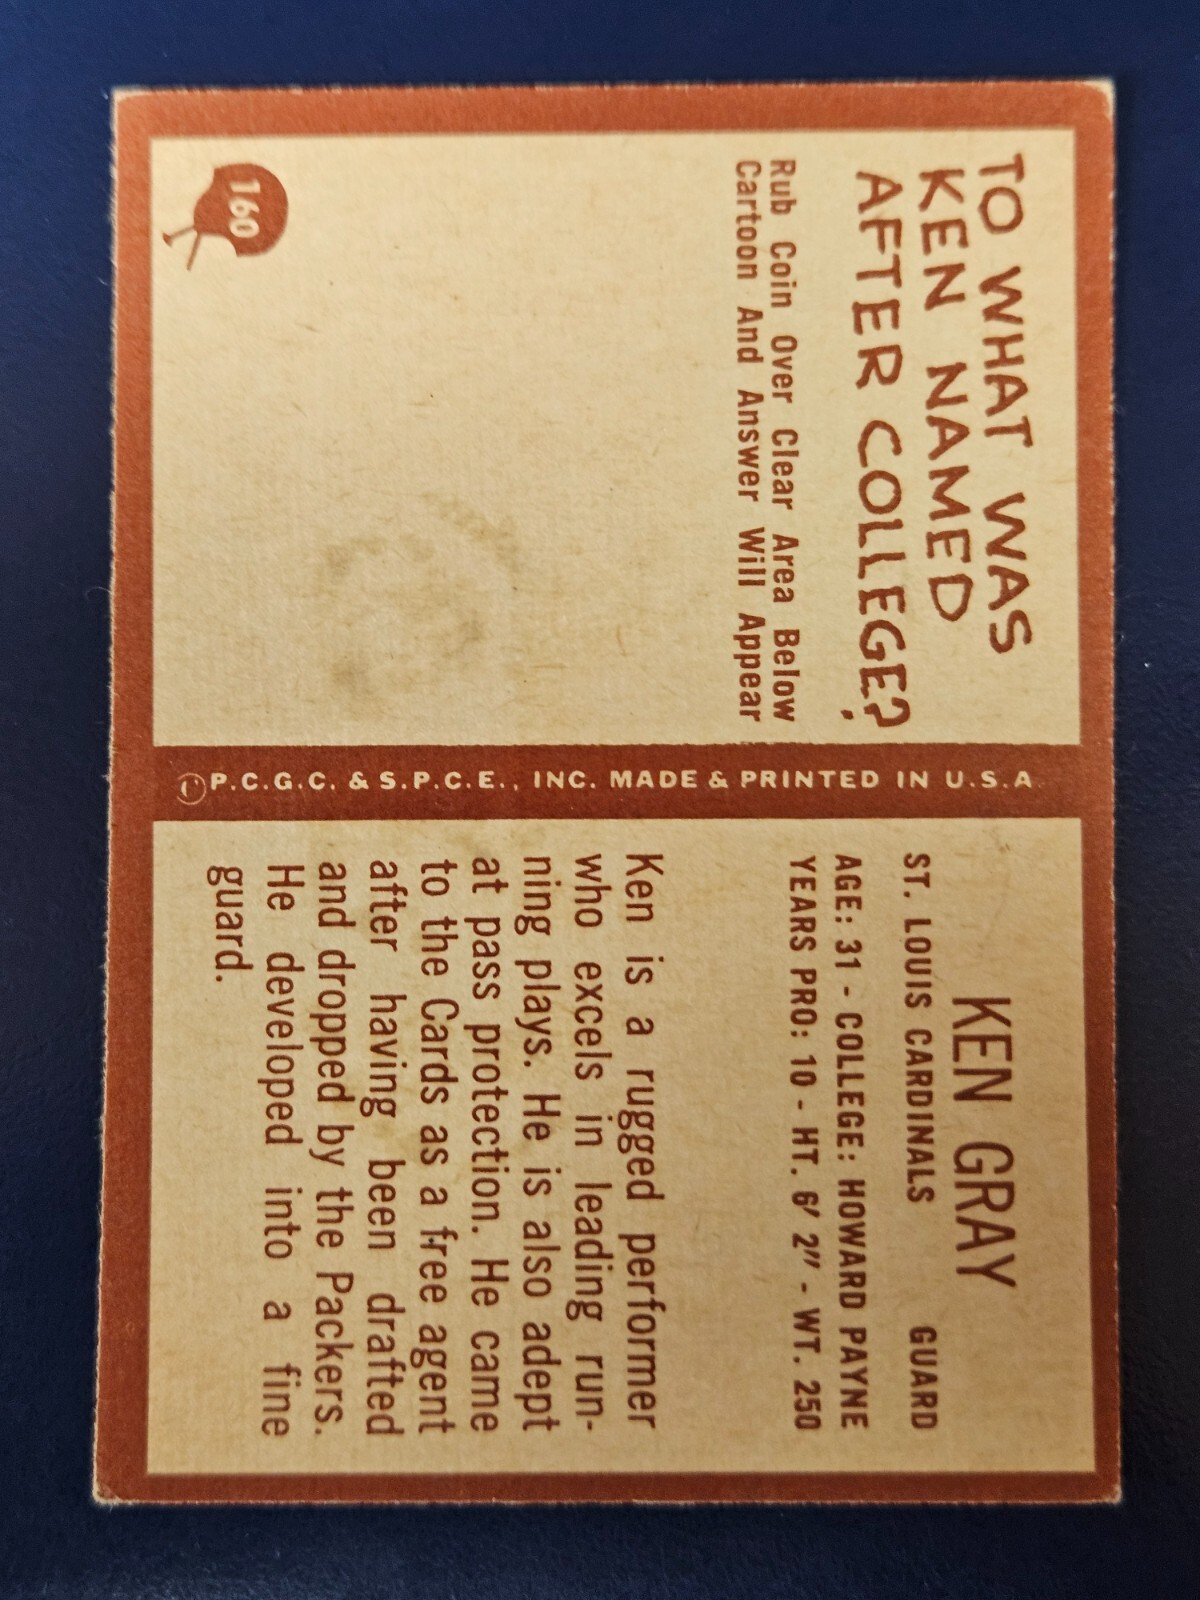 TO WHAT WAS
KEN NAMED
AFTER COLLEGE?
Rub Coin Over Clear Area Below
Cartoon And Answer Will Appear
160
©P.C.G.C. & S.P.C.E., INC. MADE & PRINTED IN U.S.A.
KEN GRAY
ST. LOUIS CARDINALS GUARD
AGE: 31 - COLLEGE: HOWARD PAYNE
YEARS PRO: 10 - HT. 6' 2" - WT. 250
Ken is a rugged performer
who excels in leading run-
ning plays. He is also adept
at pass protection. He came
to the Cards as a free agent
after having been drafted
and dropped by the Packers.
He developed into a fine
guard.